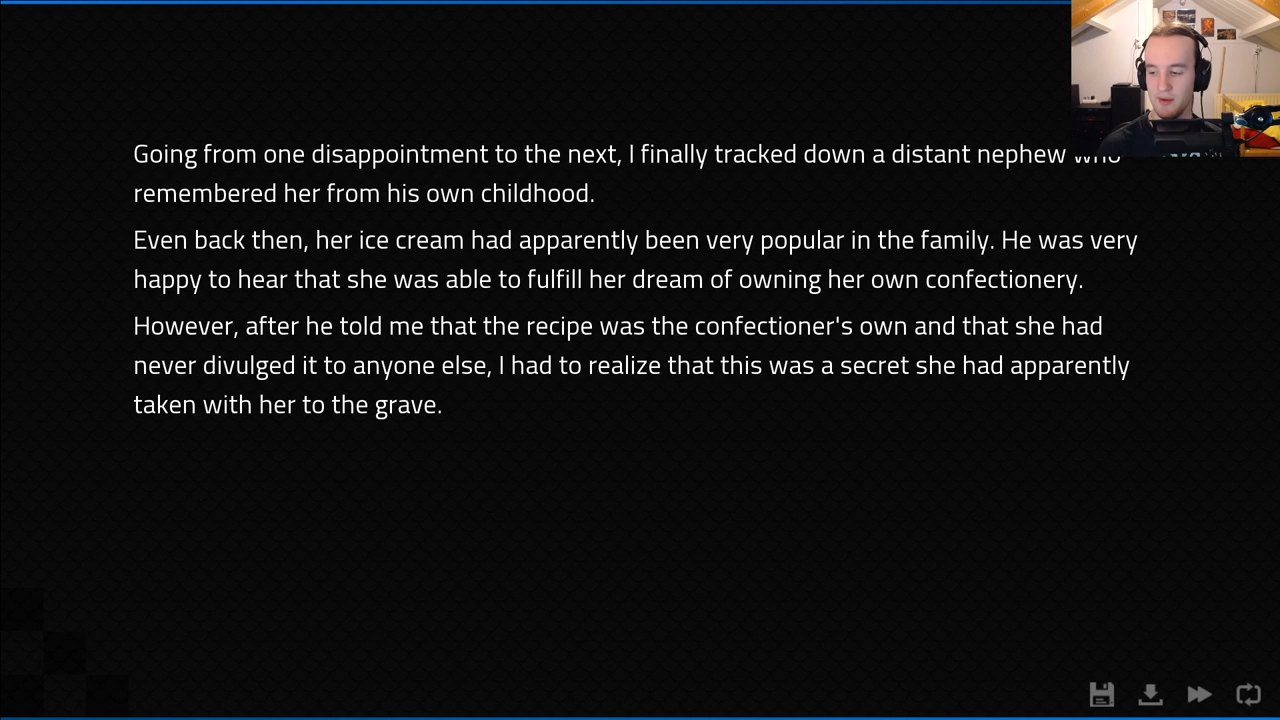 Going from one disappointment to the next, I finally tracked down a distant nephew who
remembered her from his own childhood.
Even back then, her ice cream had apparently been very popular in the family. He was very
happy to hear that she was able to fulfill her dream of owning her own confectionery.
However, after he told me that the recipe was the confectioner's own and that she had
never divulged it to anyone else, I had to realize that this was a secret she had apparently
taken with her to the grave.